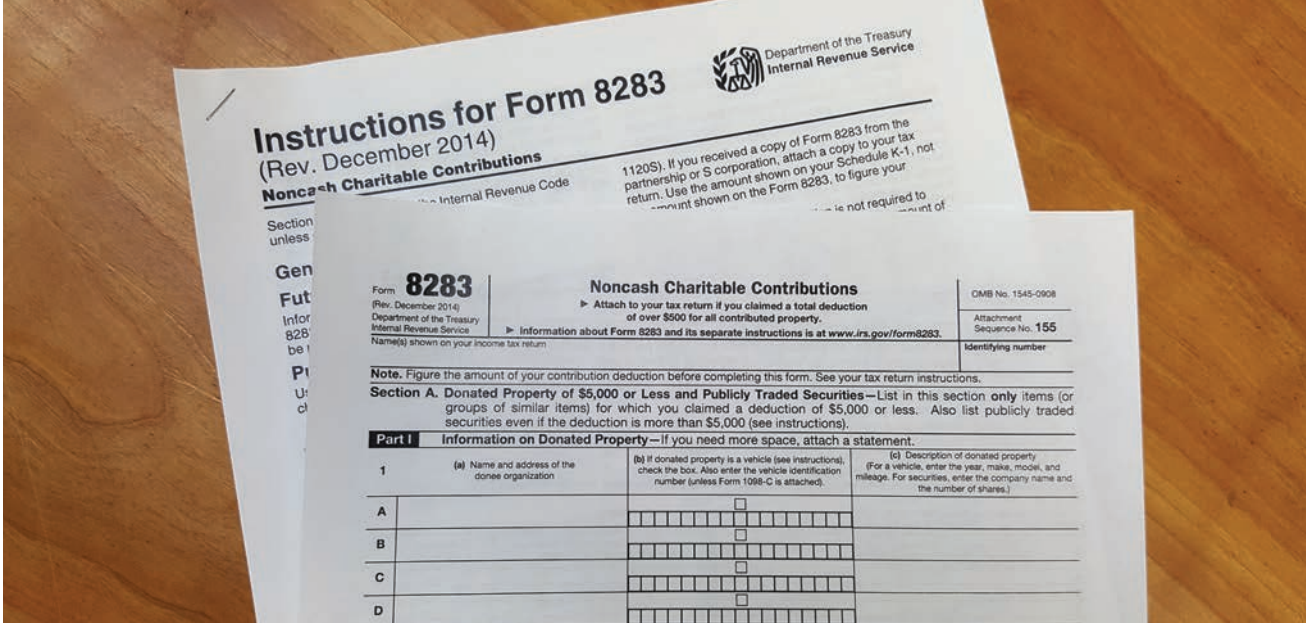 Department of the Treasury
Internal Revenue Service
Instructions for Form 8283
(Rev. December 2014)
Noncash Charitable Contributions
Internal Revenue Code
Section
unless
1120S). If you received a copy of Form 8283 from the
partnership or S corporation, attach a copy to your tax
return. Use the amount shown on your Schedule K-1, not
shown on the Form 8283, to figure your
is not required to
of
Gen
Fut
Infor
828
be
Form 8283
(Rev. December 2014)
Department of the Treasury
Internal Revenue Service
Noncash Charitable Contributions
▶ Attach to your tax return if you claimed a total deduction
of over $500 for all contributed property.
▶ Information about Form 8283 and its separate instructions is at www.irs.gov/form8283.
OMB No. 1545-0908
Attachment
Sequence No. 155
Name(s) shown on your income tax return
Identifying number
Note. Figure the amount of your contribution deduction before completing this form. See your tax return instructions.
Section A. Donated Property of $5,000 or Less and Publicly Traded Securities—List in this section only items (or
groups of similar items) for which you claimed a deduction of $5,000 or less. Also list publicly traded
securities even if the deduction is more than $5,000 (see instructions).
Part I Information on Donated Property—If you need more space, attach a statement.
1
(a) Name and address of the
donee organization
(b) If donated property is a vehicle (see instructions),
check the box. Also enter the vehicle identification
number (unless Form 1098-C is attached).
(c) Description of donated property
(For a vehicle, enter the year, make, model, and
mileage. For securities, enter the company name and
the number of shares.)
A
B
C
D